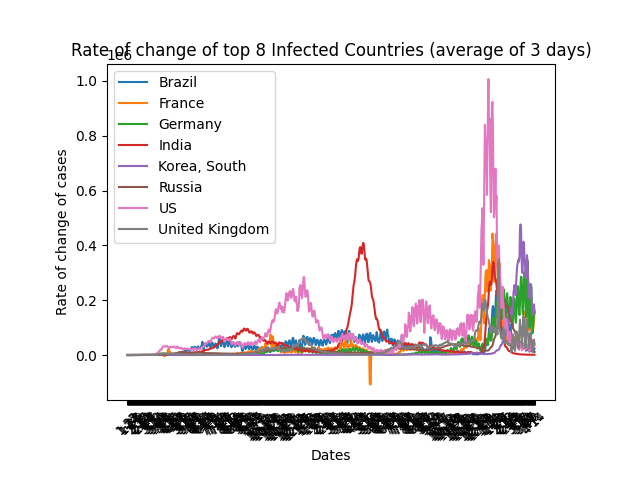 Rate of change of top 8 Infected Countries (average of 3 days)
1e6
1.0
0.8
0.6
0.4
0.2
0.0
Rate of change of cases
Brazil
France
Germany
India
Korea, South
Russia
US
United Kingdom
Dates